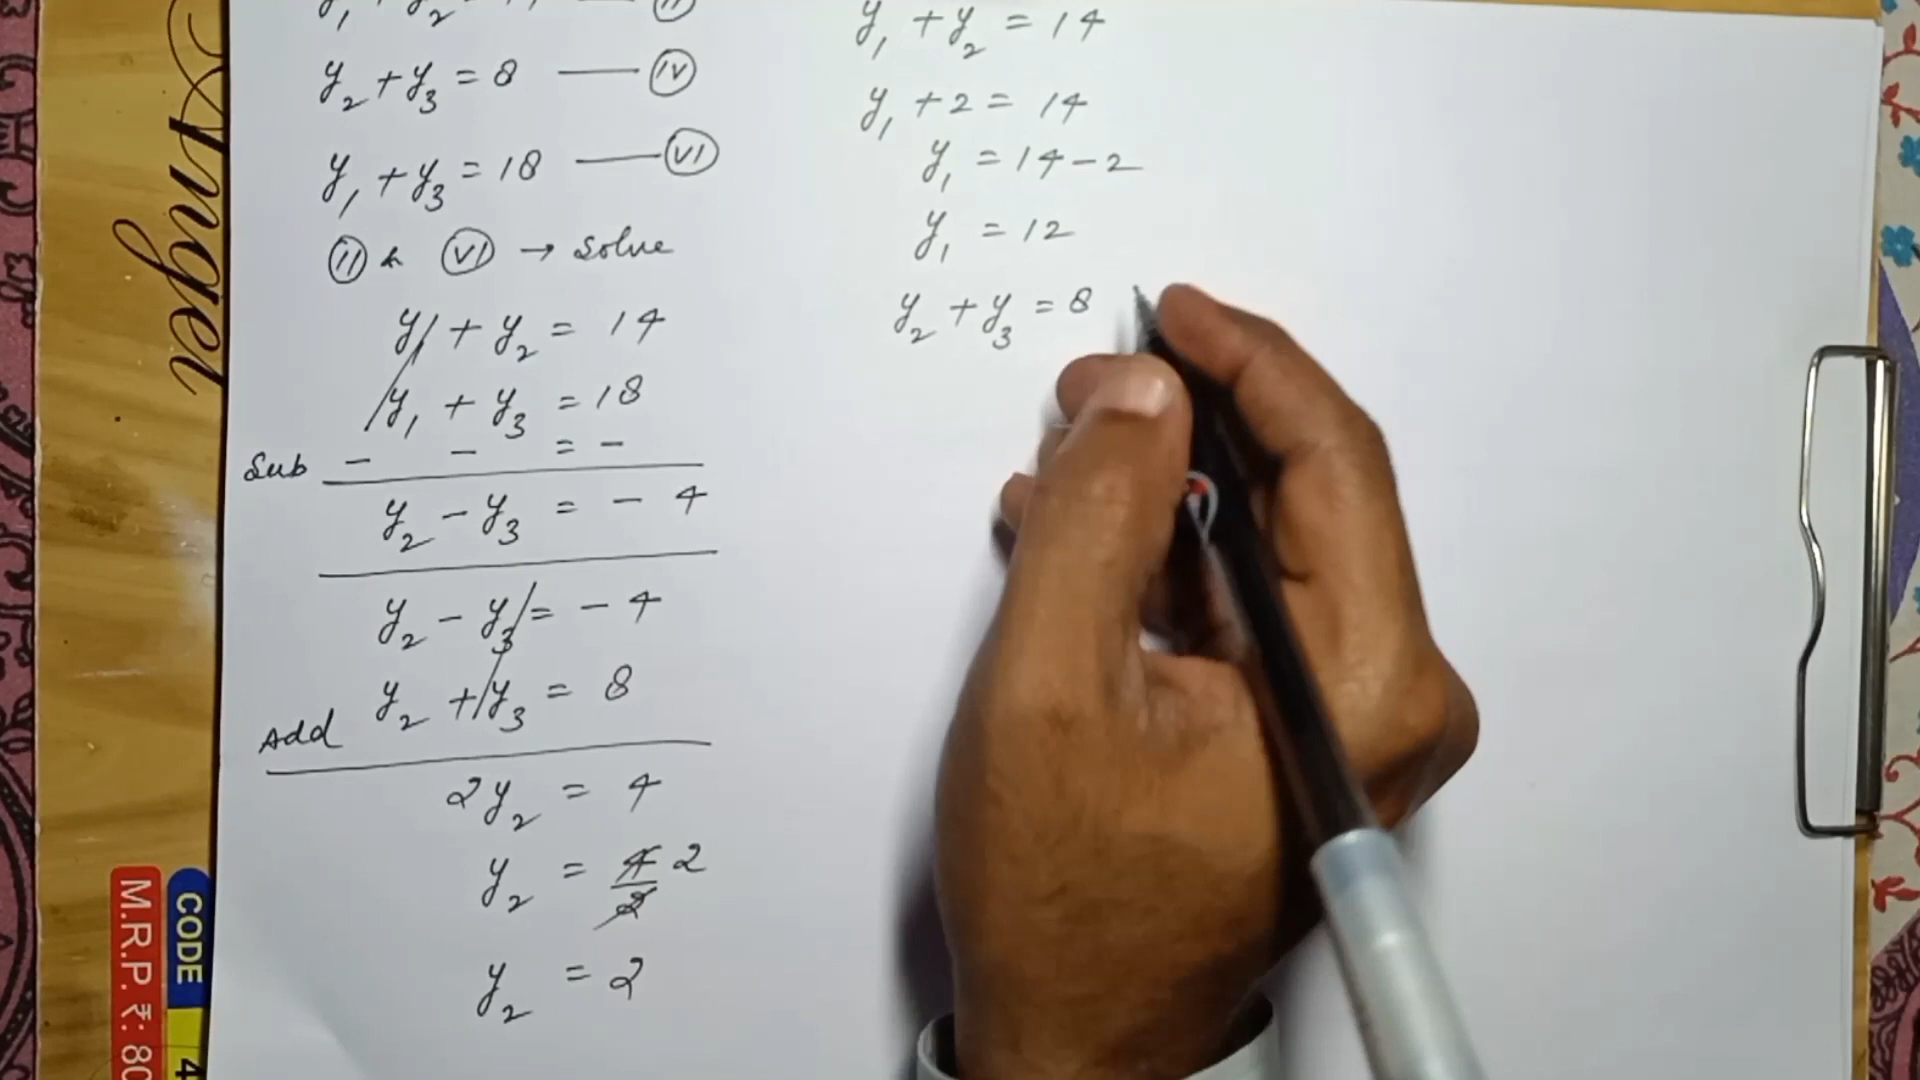 y₂ + y₃ = 8 —— (IV)
y₁ + y₃ = 18 —— (VI)
(II) & (VI) → Solve
y₁ + y₂ = 14
y₁ + y₃ = 18
Sub - - = -
y₂ - y₃ = - 4
y₂ - y₃ = - 4
y₂ + y₃ = 8
Add
2y₂ = 4
y₂ = 4/2 2
y₂ = 2
y₁ + y₂ = 14
y₁ + 2 = 14
y₁ = 14 - 2
y₁ = 12
y₂ + y₃ = 8
Angel
CODE
M.R.P. ₹: 80
4